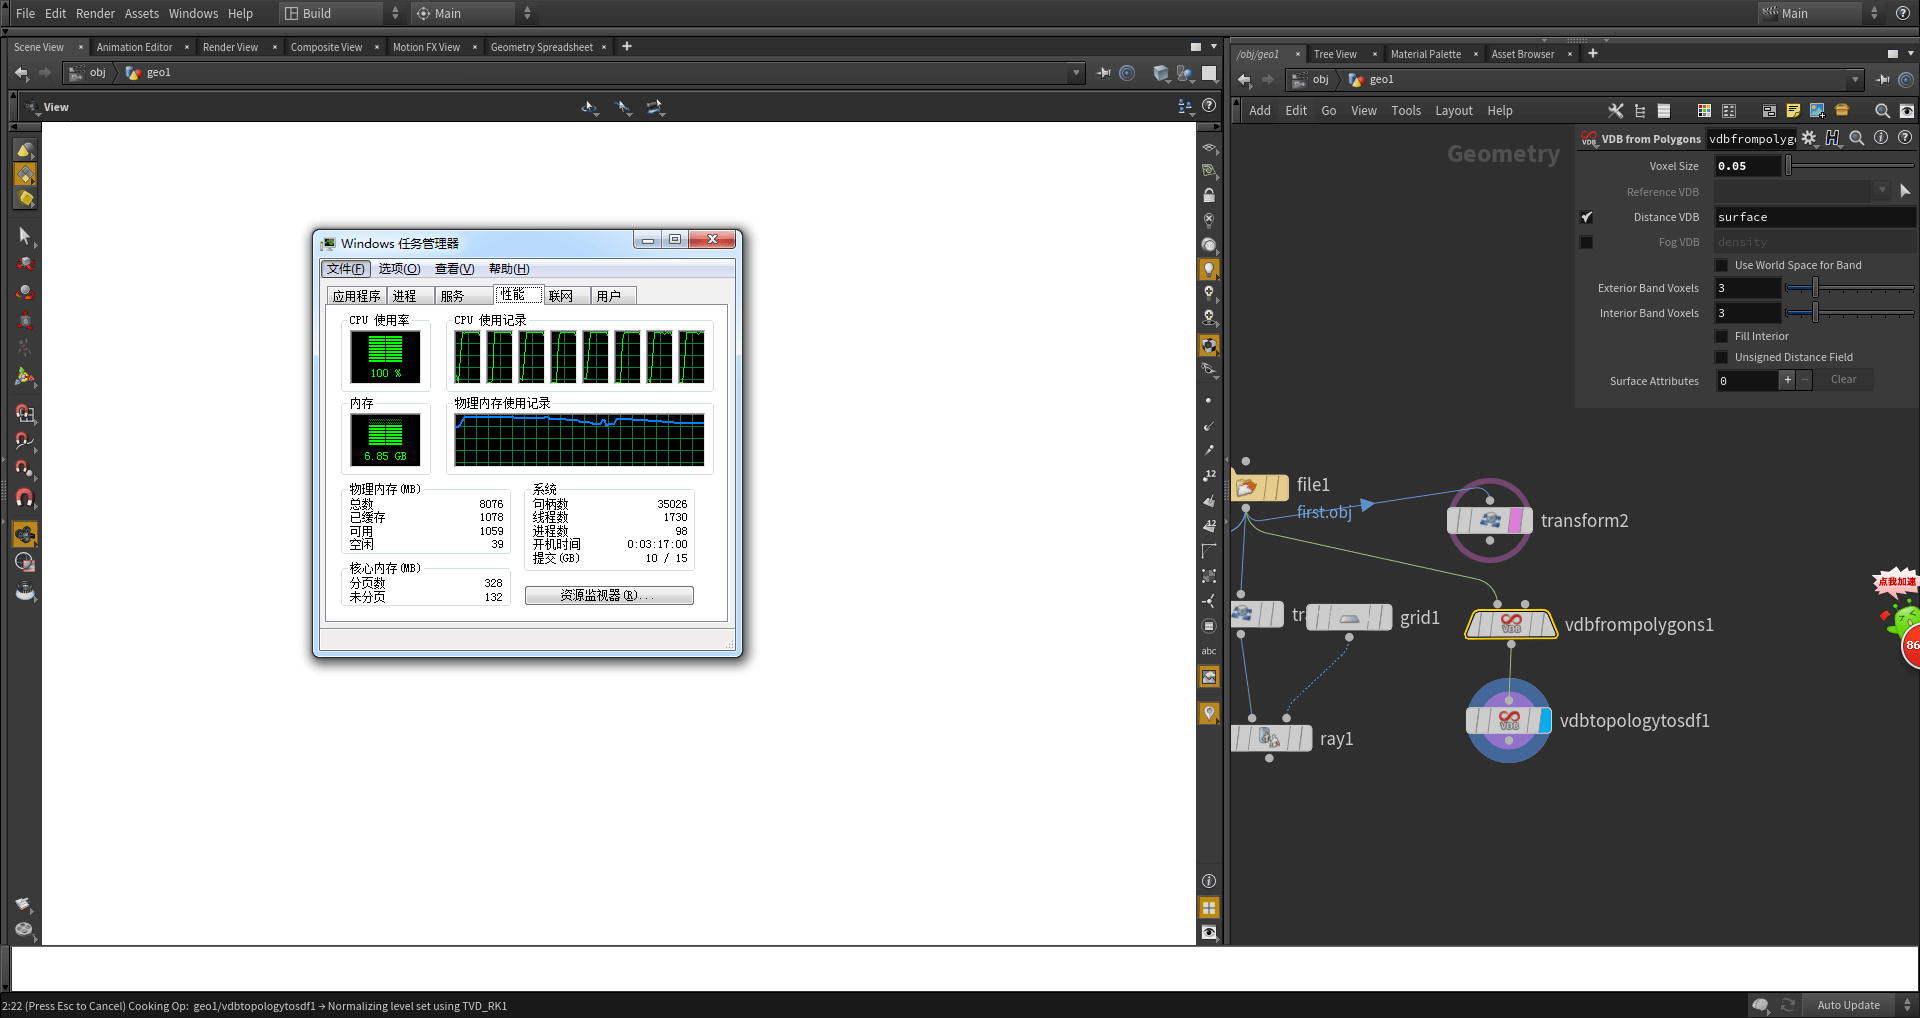 File Edit Render Assets Windows Help Build Main Main
Scene View Animation Editor Render View Composite View Motion FX View Geometry Spreadsheet
/obj/geo1 Tree View Material Palette Asset Browser
obj geo1
obj geo1
View
Add Edit Go View Tools Layout Help
Geometry
VDB from Polygons vdbfrompolyg
Voxel Size 0.05
Reference VDB
Distance VDB surface
Fog VDB density
Use World Space for Band
Exterior Band Voxels 3
Interior Band Voxels 3
Fill Interior
Unsigned Distance Field
Surface Attributes 0 + − Clear
Windows 任务管理器
文件(F) 选项(O) 查看(V) 帮助(H)
应用程序 进程 服务 性能 联网 用户
CPU 使用率 CPU 使用记录
100 %
内存 物理内存使用记录
6.85 GB
物理内存(MB)
总数 8076
已缓存 1078
可用 1059
空闲 39
系统
句柄数 35026
线程数 1730
进程数 98
开机时间 0:03:17:00
提交(GB) 10 / 15
核心内存(MB)
分页数 328
未分页 132
资源监视器(R)...
12
12
abc
file1
first.obj
transform2
tr
grid1
VDB
vdbfrompolygons1
VDB
vdbtopologytosdf1
ray1
点我加速
86
2:22 (Press Esc to Cancel) Cooking Op: geo1/vdbtopologytosdf1 → Normalizing level set using TVD_RK1
Auto Update